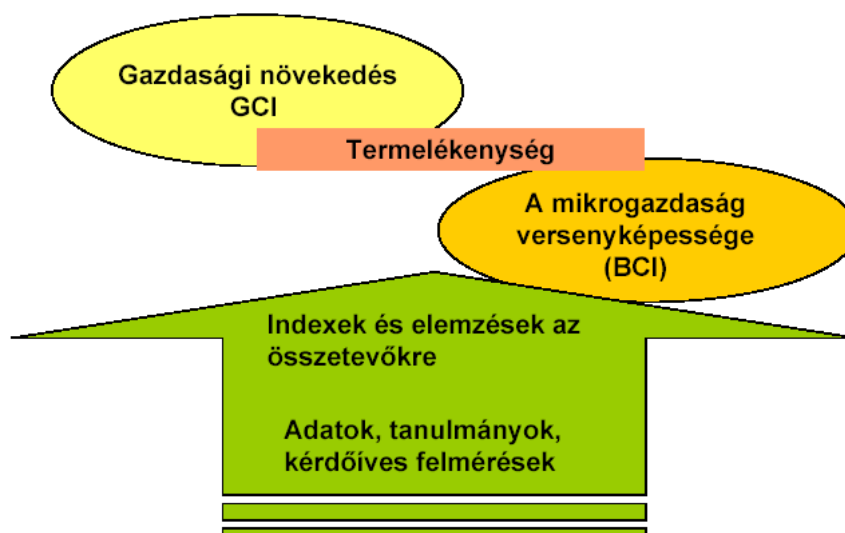 Gazdasági növekedés
GCI
Termelékenység
A mikrogazdaság
versenyképessége
(BCI)
Indexek és elemzések az
összetevőkre
Adatok, tanulmányok,
kérdőíves felmérések